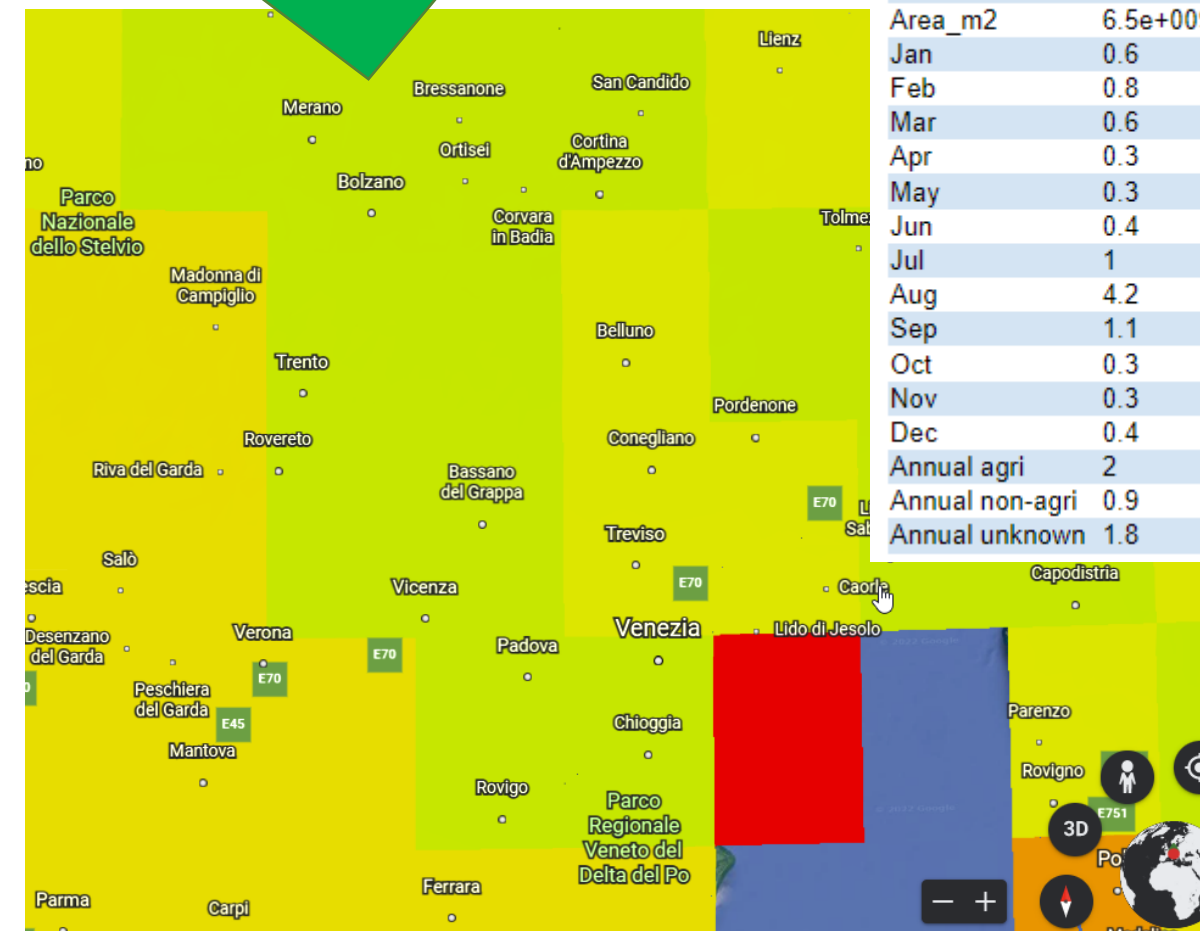 Area_m2 6.5e+009
Jan 0.6
Feb 0.8
Mar 0.6
Apr 0.3
May 0.3
Jun 0.4
Jul 1
Aug 4.2
Sep 1.1
Oct 0.3
Nov 0.3
Dec 0.4
Annual agri 2
Annual non-agri 0.9
Annual unknown 1.8
Lienz
Bressanone
San Candido
Merano
Cortina
d'Ampezzo
Ortisei
Bolzano
Parco
Nazionale
dello Stelvio
Corvara
in Badia
Madonna di
Campiglio
Belluno
Trento
Pordenone
Rovereto
Conegliano
Riva del Garda
Bassano
del Grappa
E70
Treviso
Salò
Vicenza
E70
Caorle
Capodistria
Desenzano
del Garda
Verona
Venezia
Lido di Jesolo
E70
Padova
E70
Peschiera
del Garda
E45
Mantova
Chioggia
Parenzo
Rovigno
Rovigo
Parco
Regionale
Veneto del
Delta del Po
E751
3D
Ferrara
Parma
Carpi